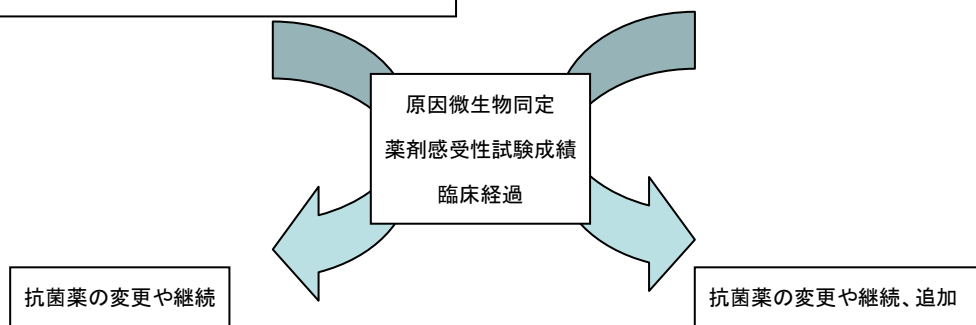 原因微生物同定
薬剤感受性試験成績
臨床経過
抗菌薬の変更や継続
抗菌薬の変更や継続、追加